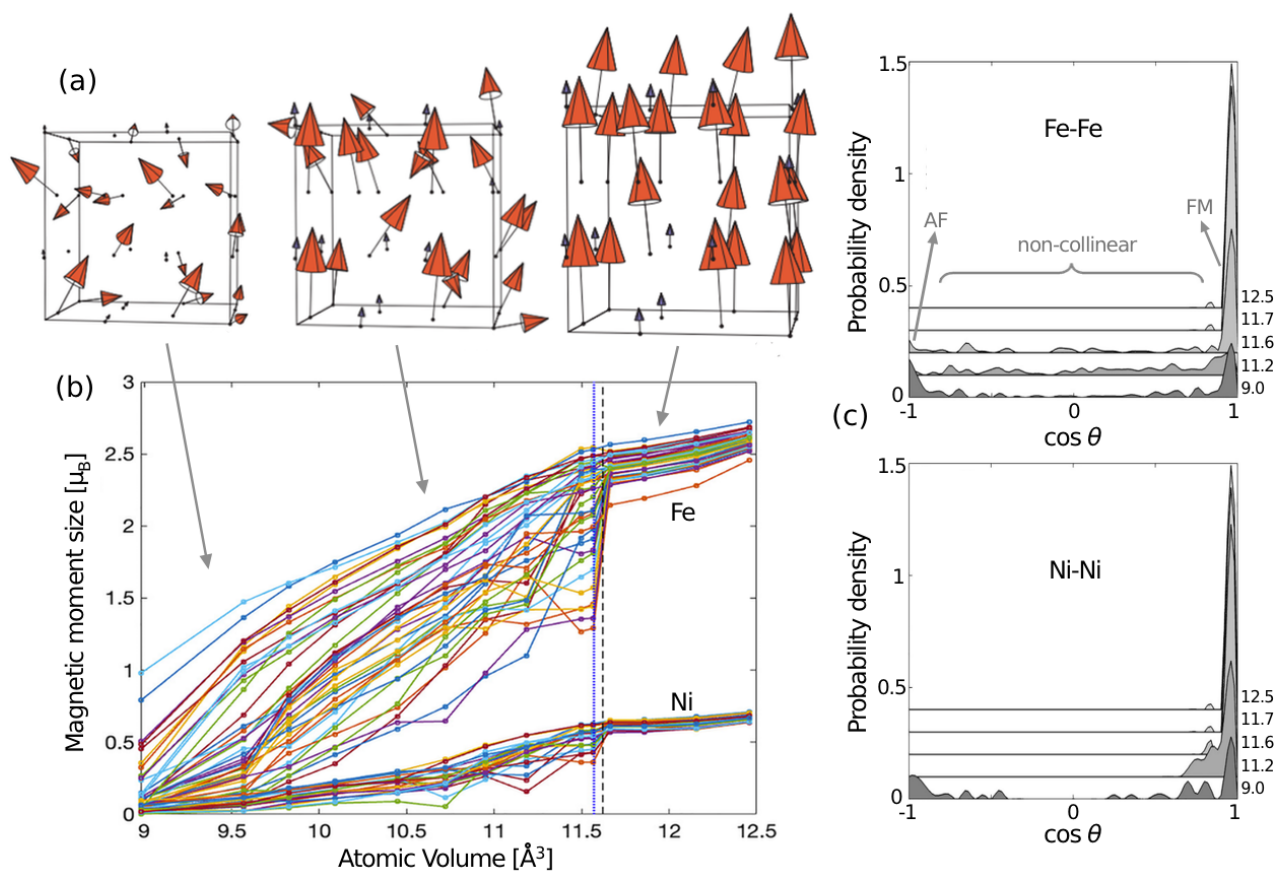 (a)
(b)
Magnetic moment size [μB]
3
2.5
2
1.5
1
0.5
0
Fe
Ni
9
9.5
10
10.5
11
11.5
12
12.5
Atomic Volume [Å³]
(c)
Probability density
1.5
1
0.5
0
Fe-Fe
AF
non-collinear
FM
12.5
11.7
11.6
11.2
9.0
-1
0
1
cos θ
Probability density
1.5
1
0.5
0
Ni-Ni
12.5
11.7
11.6
11.2
9.0
-1
0
1
cos θ